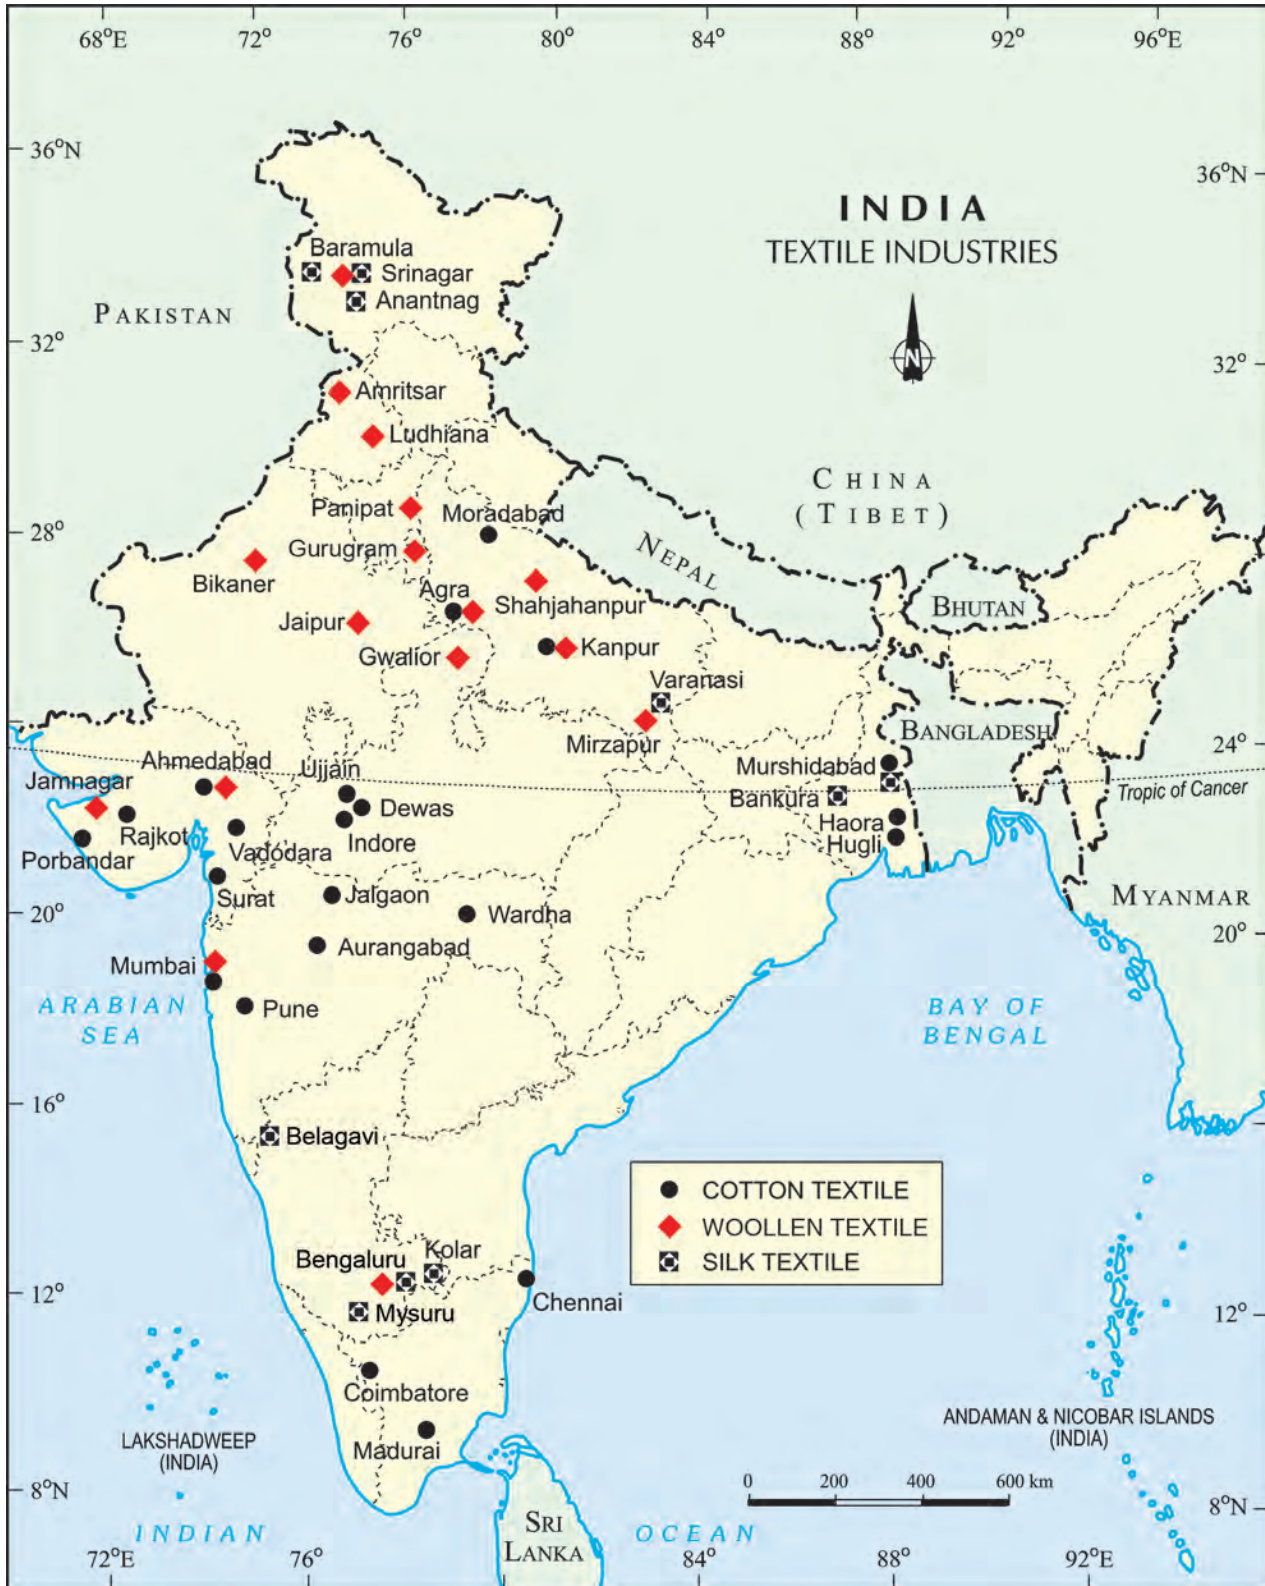 68°E 72° 76° 80° 84° 88° 92° 96°E
36°N
36°N
INDIA
TEXTILE INDUSTRIES
Baramula
Srinagar
Anantnag
PAKISTAN
N
32°
32°
Amritsar
Ludhiana
CHINA
(TIBET)
Panipat
Moradabad
28°
28°
NEPAL
Gurugram
Bikaner
Agra
Shahjahanpur
BHUTAN
Jaipur
Kanpur
Gwalior
Varanasi
Mirzapur
BANGLADESH
24°
Ahmedabad
Ujjain
Murshidabad
Jamnagar
Tropic of Cancer
Dewas
Bankura
Rajkot
Indore
Haora
Hugli
Porbandar
Vadodara
Surat
Jalgaon
MYANMAR
20°
Wardha
20°
Aurangabad
Mumbai
ARABIAN
SEA
Pune
BAY OF
BENGAL
16°
Belagavi
COTTON TEXTILE
WOOLLEN TEXTILE
SILK TEXTILE
Bengaluru
Kolar
12°
Chennai
12°
Mysuru
Coimbatore
LAKSHADWEEP
(INDIA)
Madurai
ANDAMAN & NICOBAR ISLANDS
(INDIA)
0 200 400 600 km
8°N
8°N
INDIAN
OCEAN
SRI
LANKA
72°E 76° 84° 88° 92°E